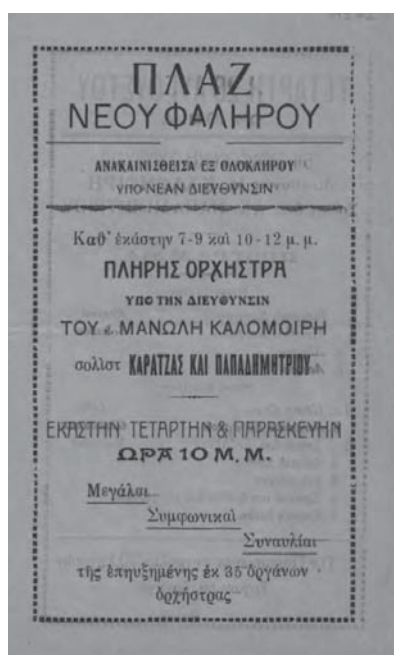 ΠΛΑΖ
ΝΕΟΥ ΦΑΛΗΡΟΥ
ΑΝΑΚΑΙΝΙΣΘΕΙΣΑ ΕΞ ΟΛΟΚΛΗΡΟΥ
ΥΠΟ ΝΕΑΝ ΔΙΕΥΘΥΝΣΙΝ
Καθ' ἑκάστην 7-9 καὶ 10-12 μ. μ.
ΠΛΗΡΗΣ ΟΡΧΗΣΤΡΑ
ΥΠΟ ΤΗΝ ΔΙΕΥΘΥΝΣΙΝ
ΤΟΥ κ. ΜΑΝΩΛΗ ΚΑΛΟΜΟΙΡΗ
σολὶστ ΚΑΡΑΤΖΑΣ ΚΑΙ ΠΑΠΑΔΗΜΗΤΡΙΟΥ
ΕΚΑΣΤΗΝ ΤΕΤΑΡΤΗΝ & ΠΑΡΑΣΚΕΥΗΝ
ΩΡΑ 10 Μ. Μ.
Μεγάλαι
Συμφωνικαὶ
Συναυλίαι
τῆς ἐπηυξημένης ἐκ 35 ὀργάνων
ὀρχήστρας